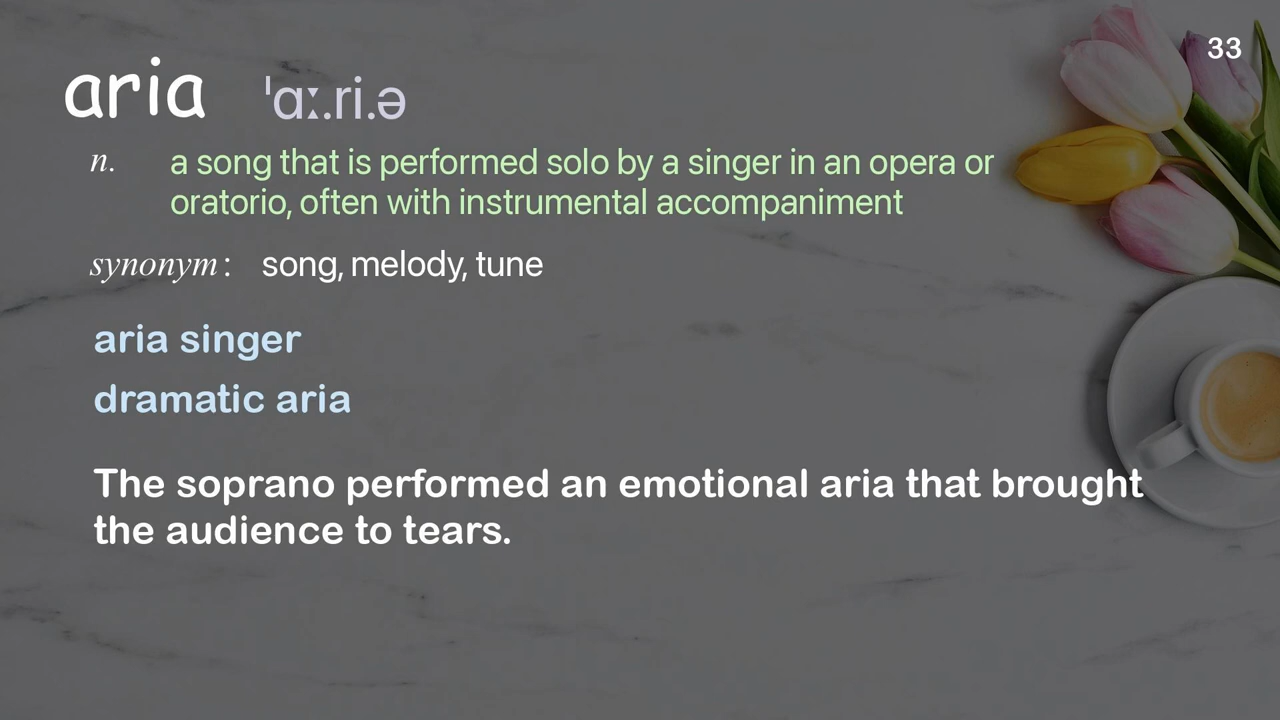 33
aria ˈɑː.ri.ə
n. a song that is performed solo by a singer in an opera or
oratorio, often with instrumental accompaniment
synonym : song, melody, tune
aria singer
dramatic aria
The soprano performed an emotional aria that brought
the audience to tears.